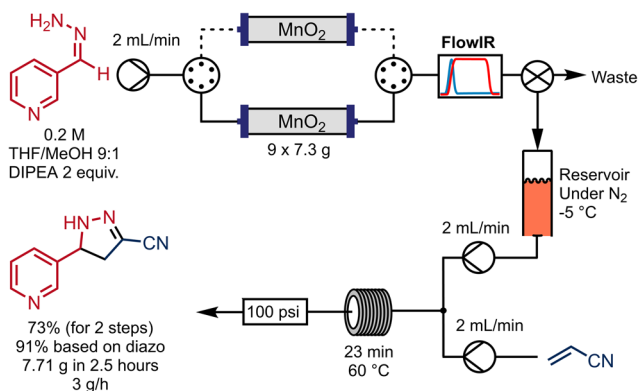 H₂N
N
H
N
0.2 M
THF/MeOH 9:1
DIPEA 2 equiv.
2 mL/min
MnO₂
MnO₂
9 x 7.3 g
FlowIR
Waste
Reservoir
Under N₂
-5 °C
2 mL/min
2 mL/min
CN
23 min
60 °C
100 psi
HN
N
CN
N
73% (for 2 steps)
91% based on diazo
7.71 g in 2.5 hours
3 g/h